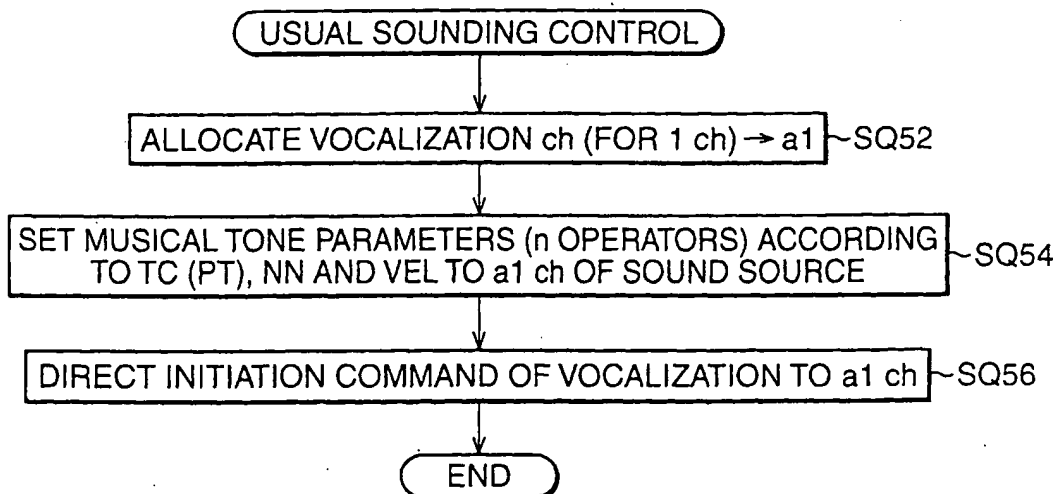 USUAL SOUNDING CONTROL
ALLOCATE VOCALIZATION ch (FOR 1 ch) → a1 ~SQ52
SET MUSICAL TONE PARAMETERS (n OPERATORS) ACCORDING
TO TC (PT), NN AND VEL TO a1 ch OF SOUND SOURCE ~SQ54
DIRECT INITIATION COMMAND OF VOCALIZATION TO a1 ch ~SQ56
END